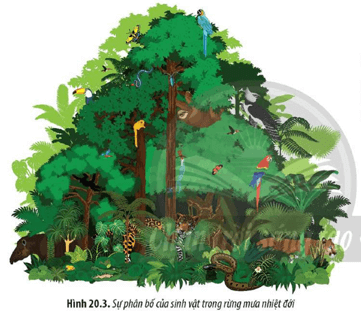 Hình 20.3. Sự phân bố của sinh vật trong rừng mưa nhiệt đới